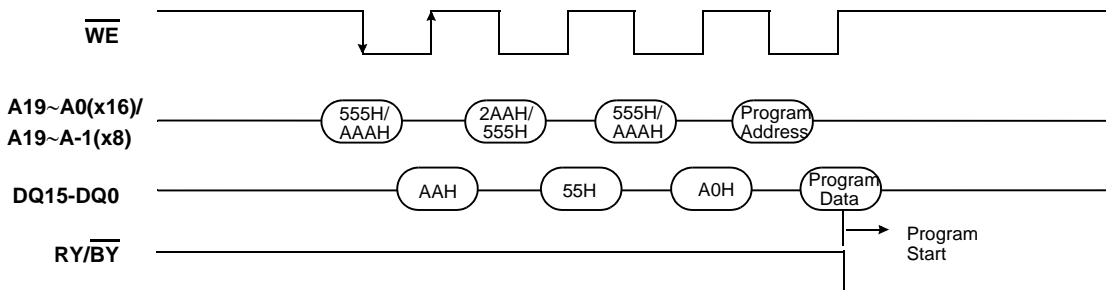 WE
A19~A0(x16)/
A19~A-1(x8)
555H/
AAAH
2AAH/
555H
555H/
AAAH
Program
Address
DQ15-DQ0
AAH
55H
A0H
Program
Data
RY/BY
Program
Start